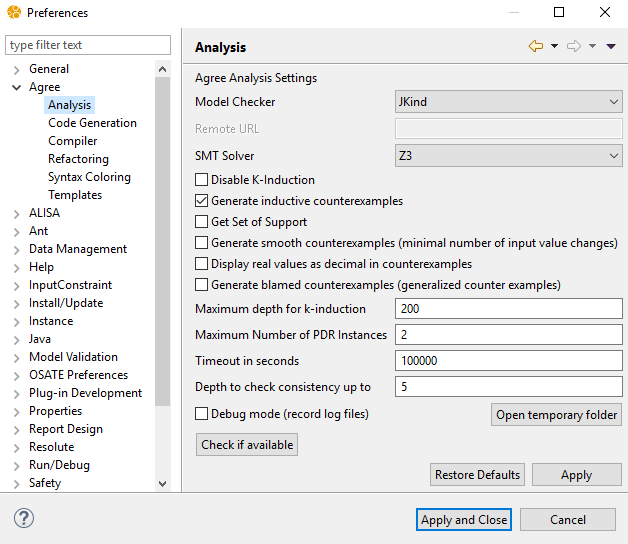 Preferences
type filter text
General
Agree
Analysis
Code Generation
Compiler
Refactoring
Syntax Coloring
Templates
ALISA
Ant
Data Management
Help
InputConstraint
Install/Update
Instance
Java
Model Validation
OSATE Preferences
Plug-in Development
Properties
Report Design
Resolute
Run/Debug
Safety
Analysis
Agree Analysis Settings
Model Checker JKind
Remote URL
SMT Solver Z3
Disable K-Induction
Generate inductive counterexamples
Get Set of Support
Generate smooth counterexamples (minimal number of input value changes)
Display real values as decimal in counterexamples
Generate blamed counterexamples (generalized counter examples)
Maximum depth for k-induction 200
Maximum Number of PDR Instances 2
Timeout in seconds 100000
Depth to check consistency up to 5
Debug mode (record log files) Open temporary folder
Check if available
Restore Defaults Apply
? Apply and Close Cancel